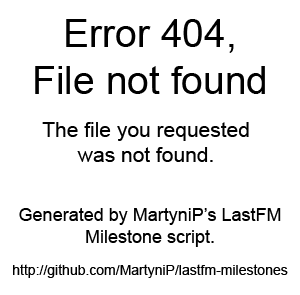 Error 404,
File not found
The file you requested
was not found.
Generated by MartyniP's LastFM
Milestone script.
http://github.com/MartyniP/lastfm-milestones